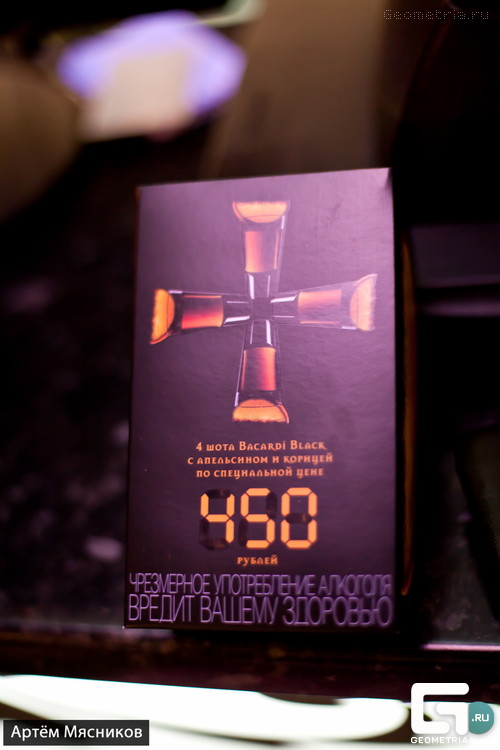 Geometria.ru
4 шота Bacardi Black
с апельсином и корицей
по специальной цене
450
рублей
ЧРЕЗМЕРНОЕ УПОТРЕБЛЕНИЕ АЛКОГОЛЯ
ВРЕДИТ ВАШЕМУ ЗДОРОВЬЮ
Артём Мясников
.RU
GEOMETRIA